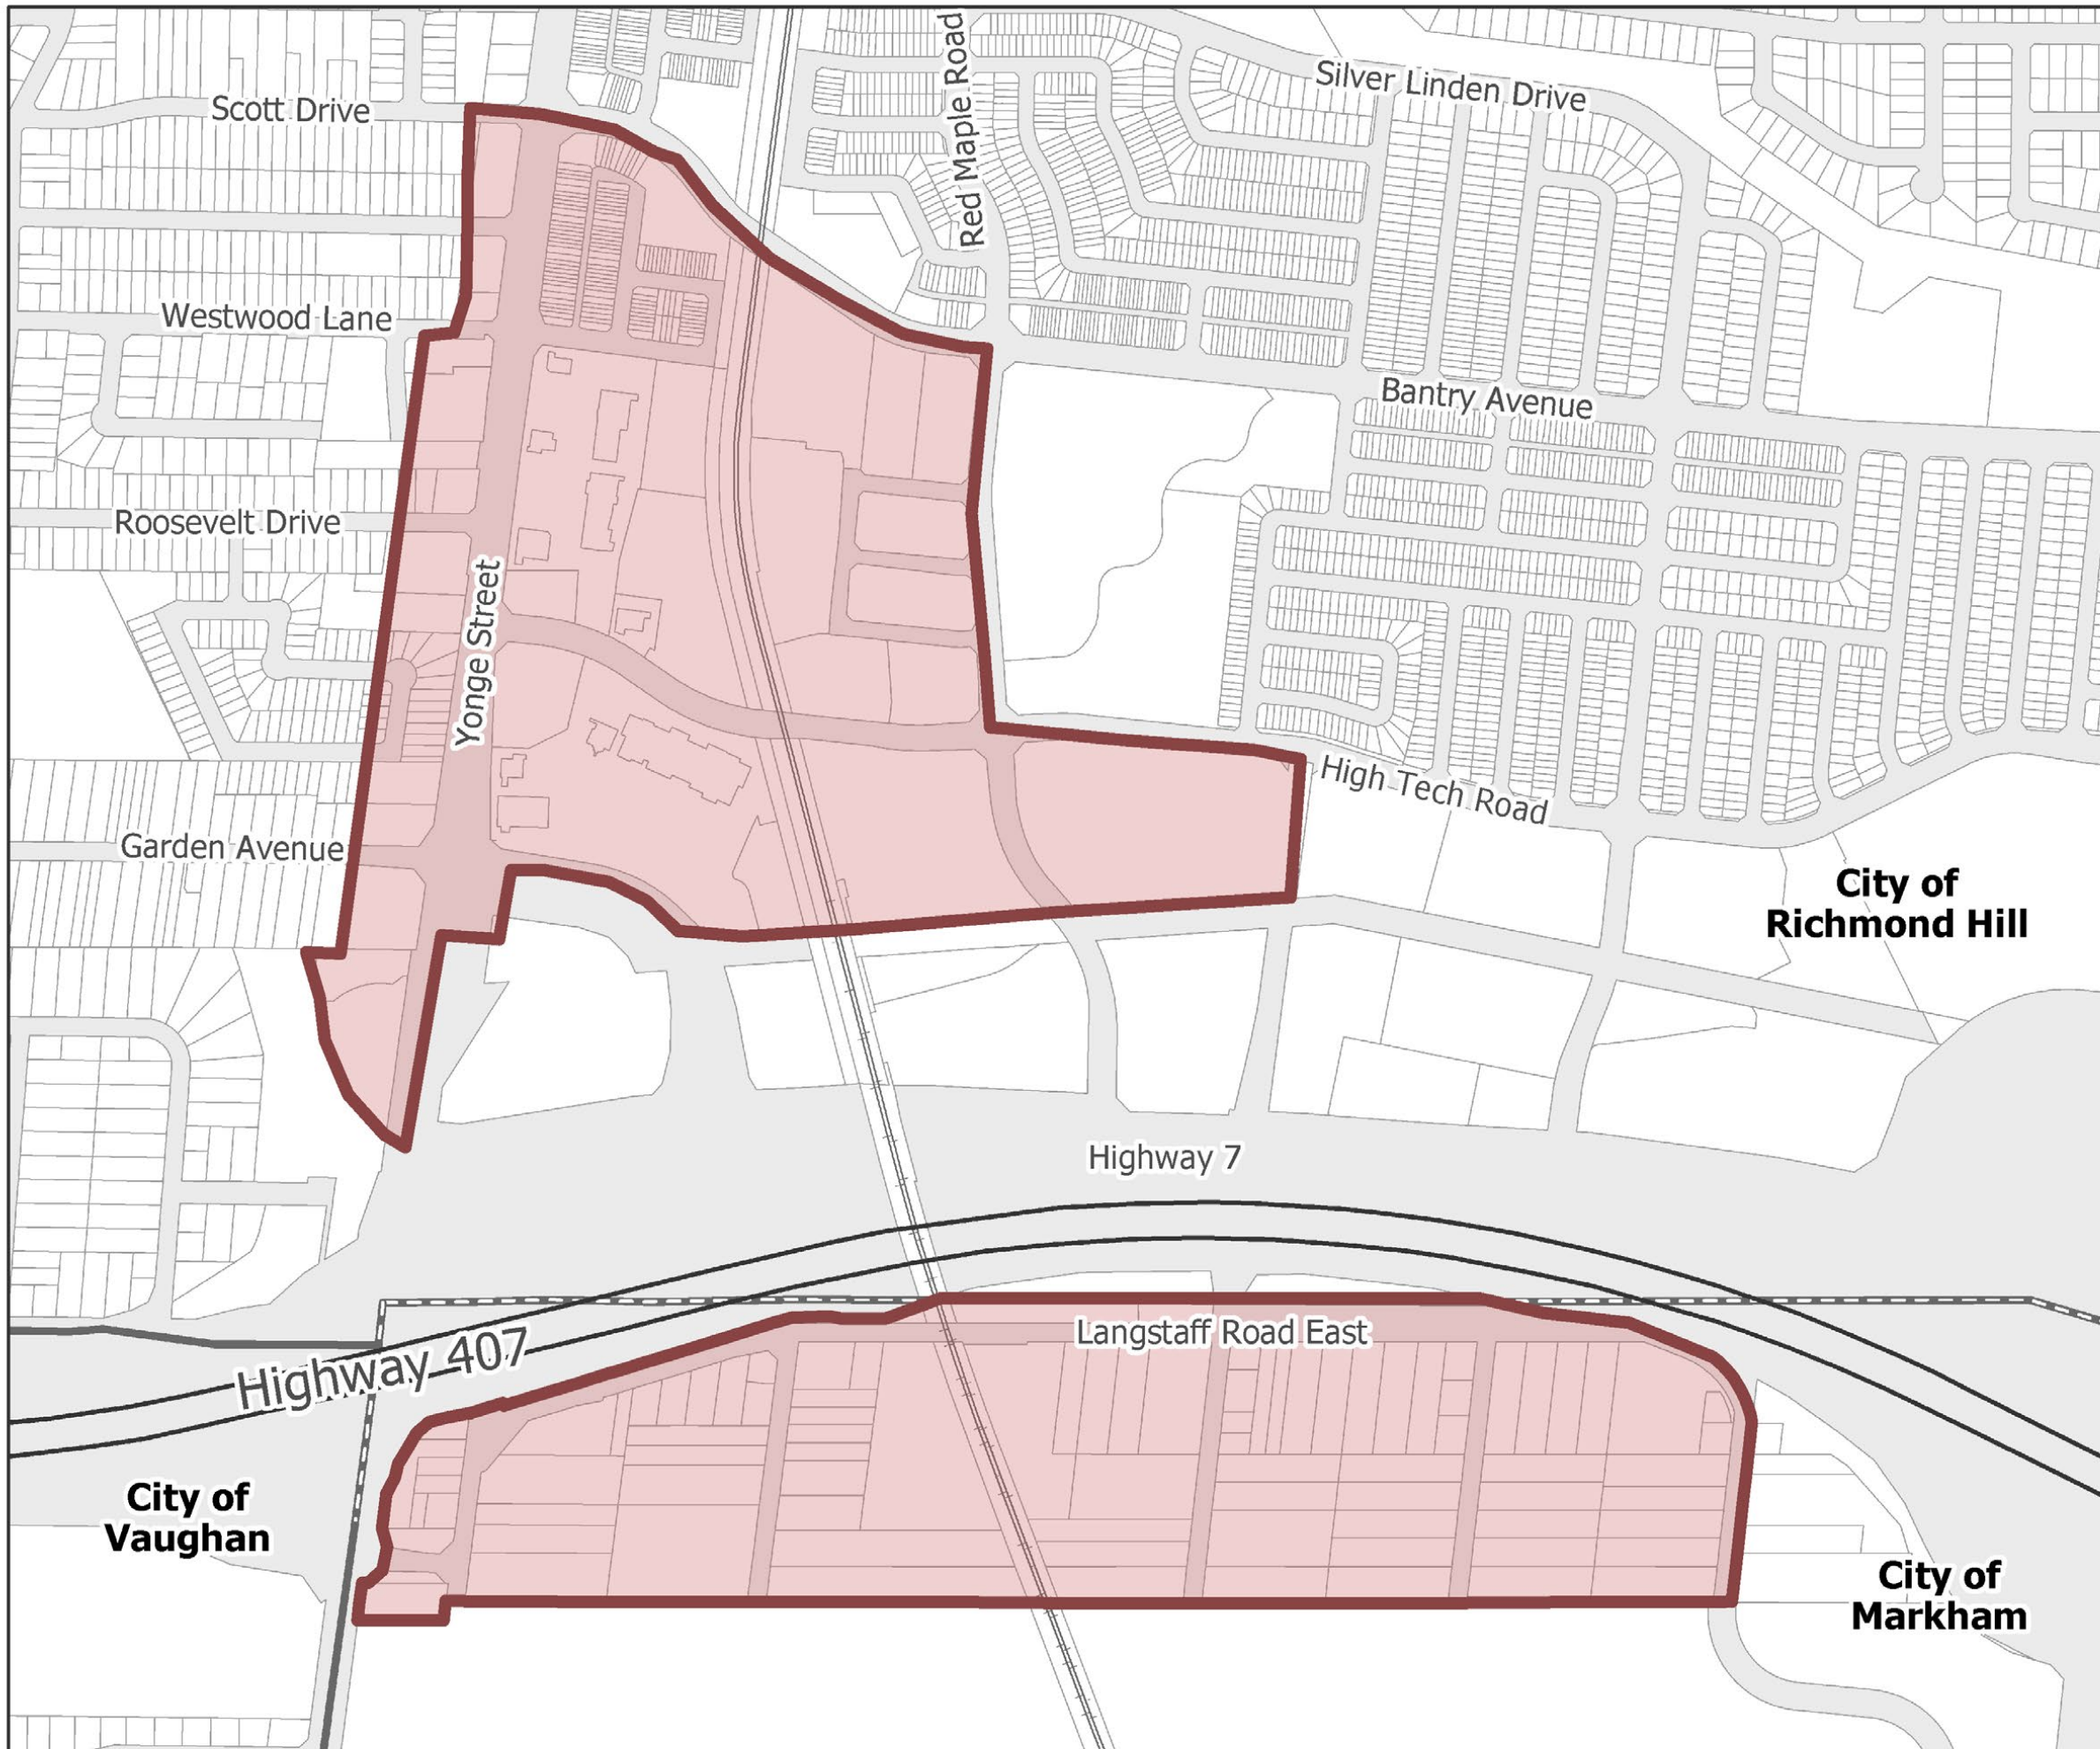 Red Maple Road
Silver Linden Drive
Scott Drive
Westwood Lane
Bantry Avenue
Roosevelt Drive
Yonge Street
High Tech Road
Garden Avenue
City of
Richmond Hill
Highway 7
Langstaff Road East
Highway 407
City of
Vaughan
City of
Markham